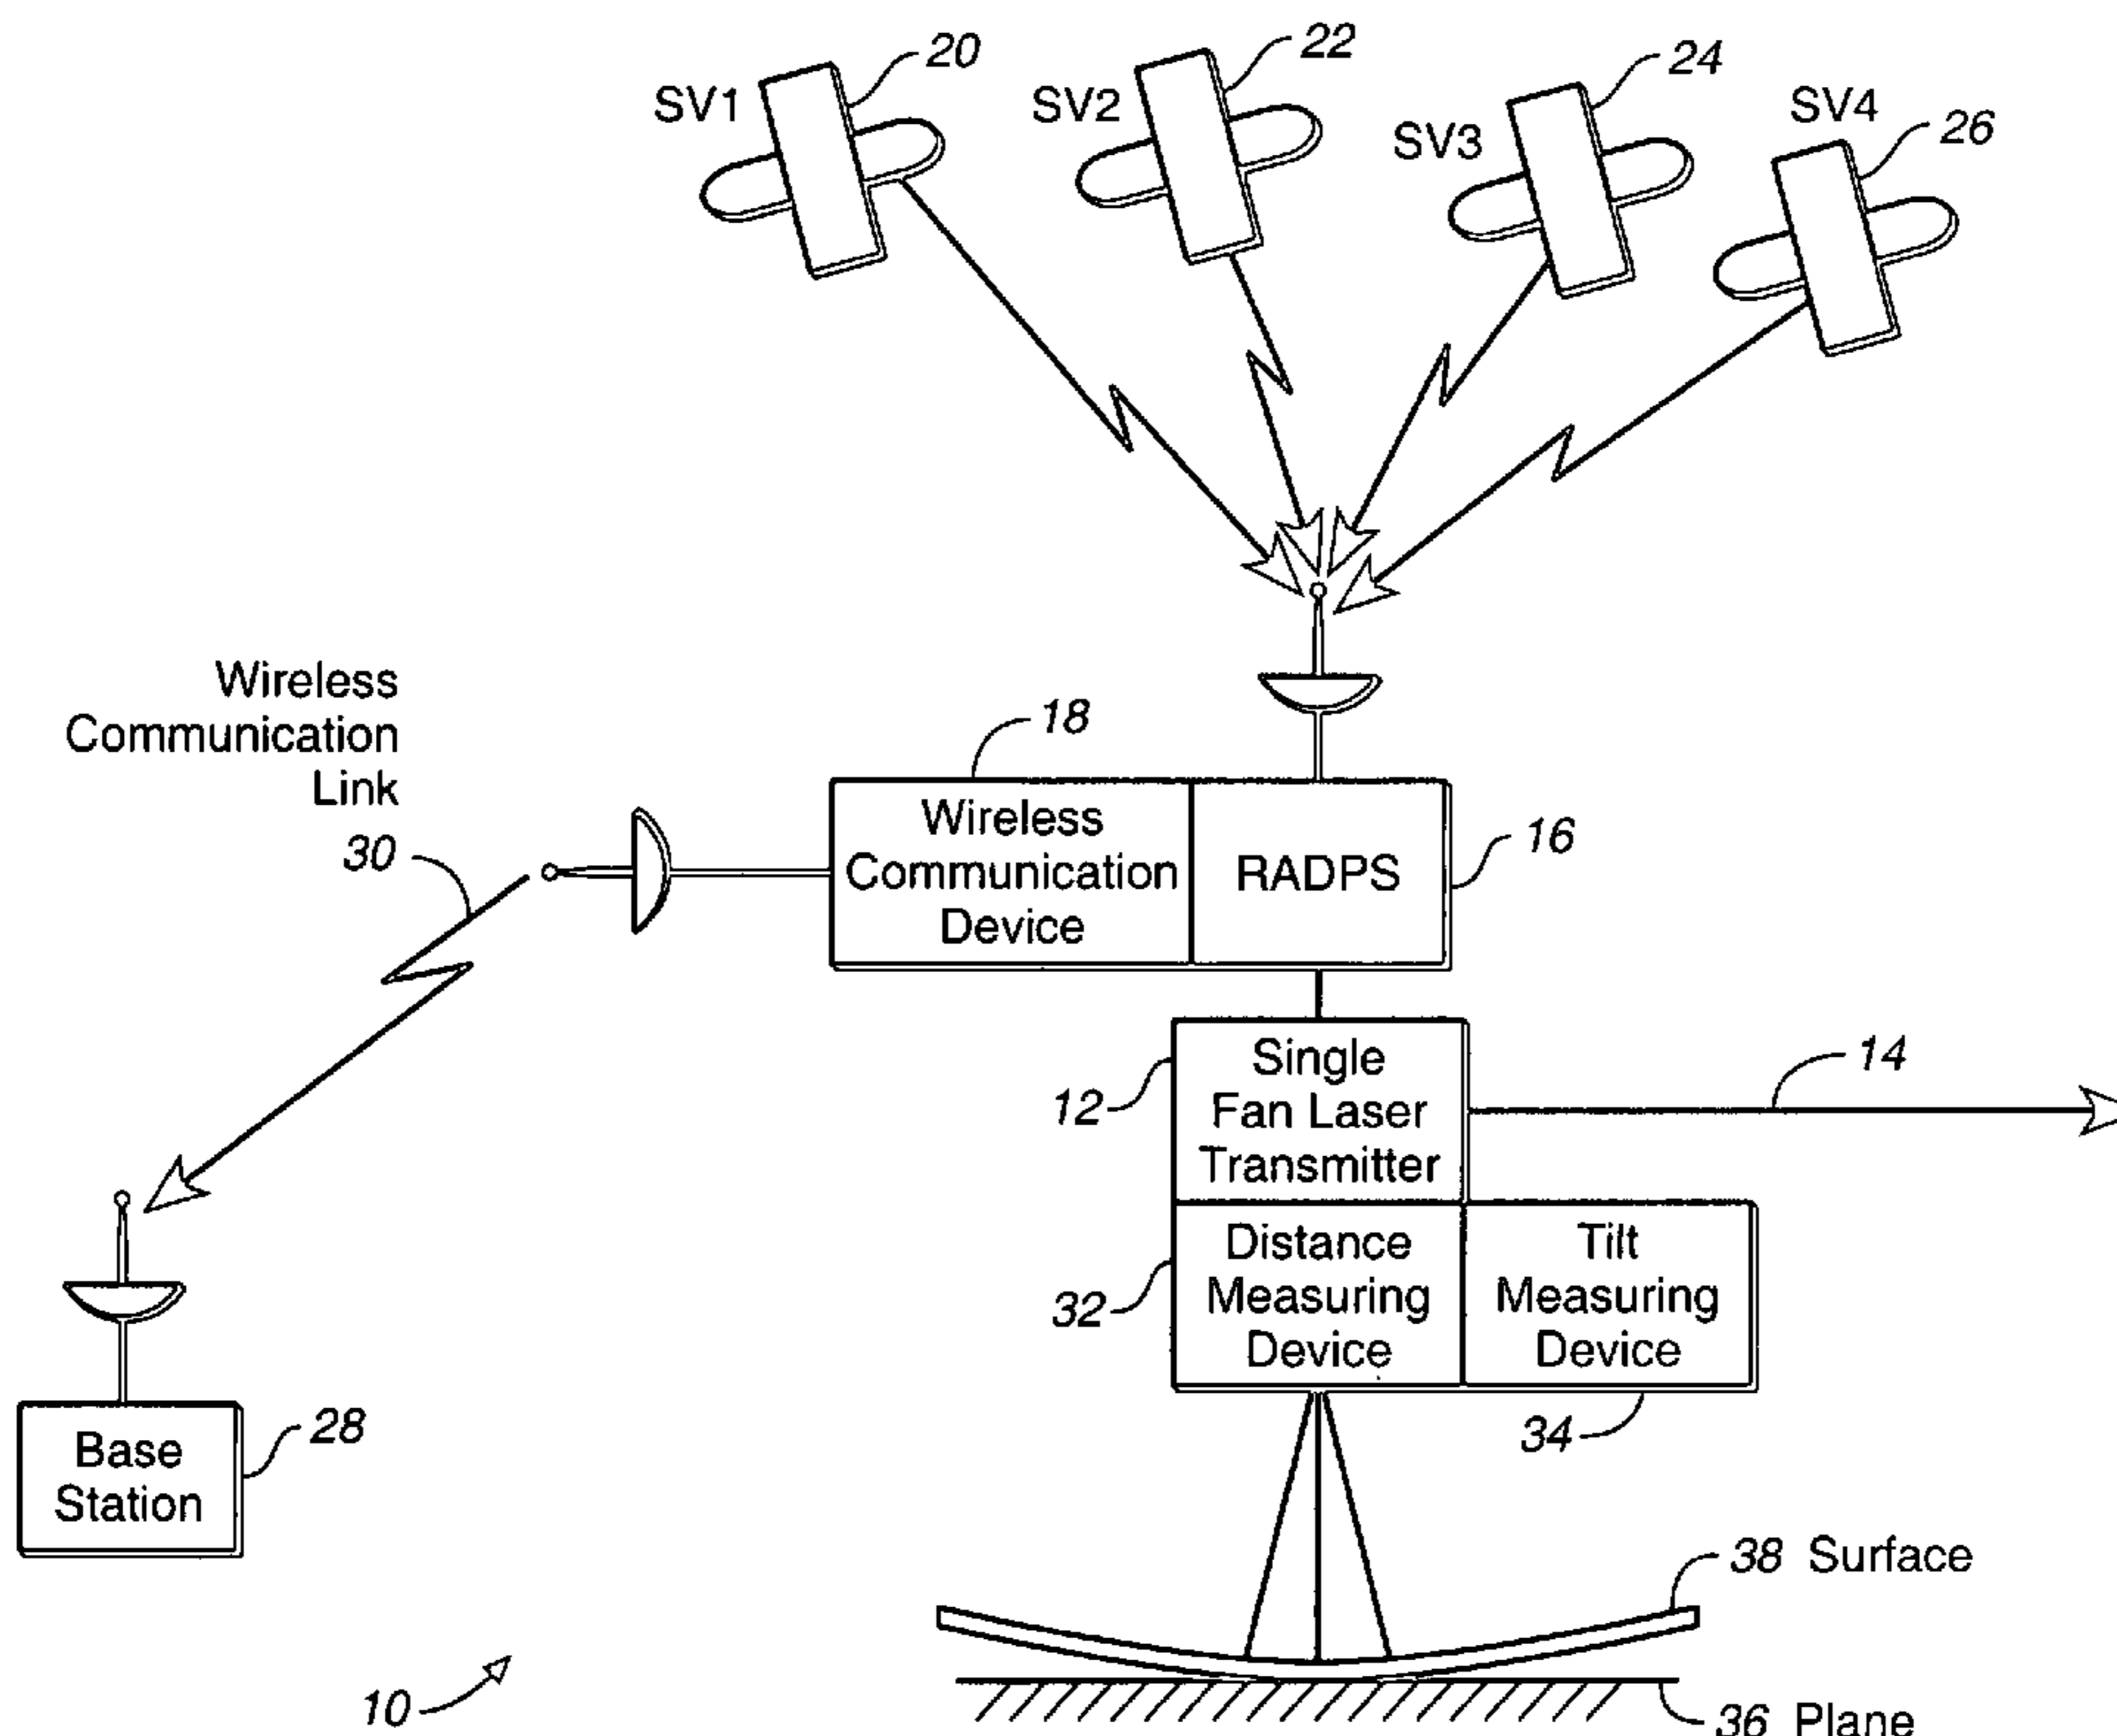 20
22
24
SV1
SV2
SV3
SV4
26
Wireless
Communication
Link
30
18
Wireless
Communication
Device
RADPS
16
Single
Fan Laser
Transmitter
12
14
Distance
Measuring
Device
32
Tilt
Measuring
Device
34
Base
Station
28
38 Surface
10
36 Plane